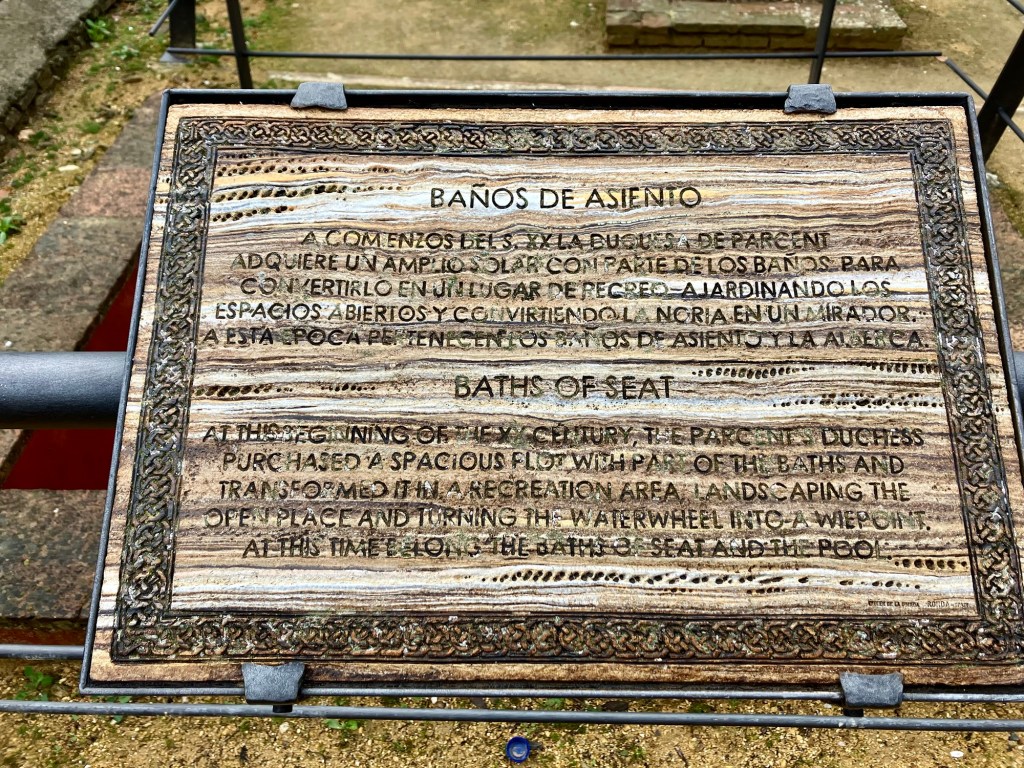 BAÑOS DE ASIENTO
A COMIENZOS DEL S. XX LA DUQUESA DE PARCENT
ADQUIERE UN AMPLIO SOLAR CON PARTE DE LOS BAÑOS PARA
CONVERTIRLO EN UN LUGAR DE RECREO AJARDINANDO LOS
ESPACIOS ABIERTOS Y CONVIRTIENDO LA NORIA EN UN MIRADOR.
A ESTA ÉPOCA PERTENECEN LOS BAÑOS DE ASIENTO Y LA ALBERCA.
BATHS OF SEAT
AT THIS BEGINNING OF THE XX CENTURY, THE PARCENT'S DUCHESS
PURCHASED A SPACIOUS PLOT WITH PART OF THE BATHS AND
TRANSFORMED IT IN A RECREATION AREA, LANDSCAPING THE
OPEN PLACE AND TURNING THE WATERWHEEL INTO A WIEPOINT.
AT THIS TIME BELONG THE BATHS OF SEAT AND THE POOL.
RONDA